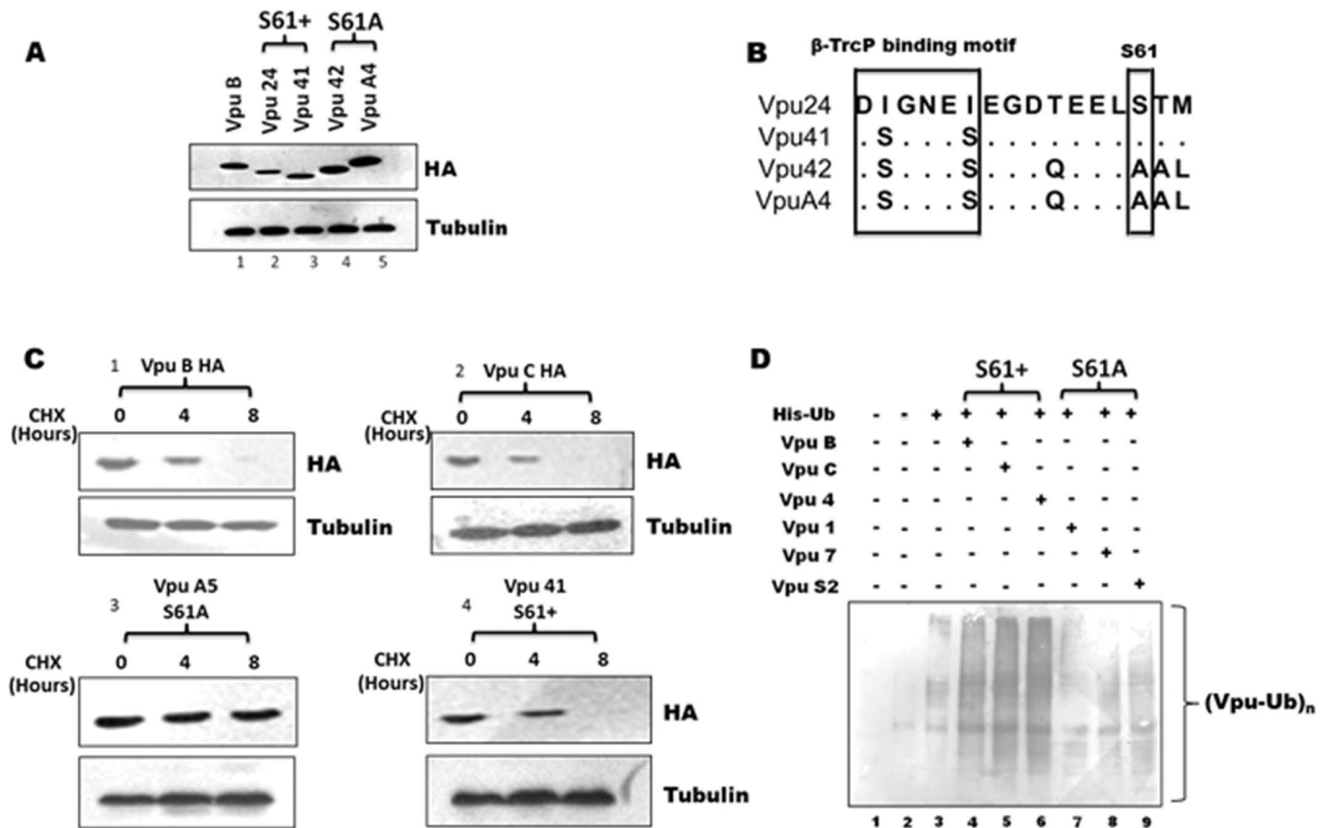 A
S61+ S61A
Vpu B Vpu 24 Vpu 41 Vpu 42 Vpu A4
HA
Tubulin
1 2 3 4 5
B
β-TrcP binding motif S61
Vpu24 D I G N E I E G D T E E L S T M
Vpu41 . S . . . S . . . . . . . . . .
Vpu42 . S . . . S . . . Q . . . A A L
VpuA4 . S . . . S . . . Q . . . A A L
C
1 Vpu B HA
CHX (Hours) 0 4 8
HA
Tubulin
2 Vpu C HA
CHX (Hours) 0 4 8
HA
Tubulin
3 Vpu A5 S61A
CHX (Hours) 0 4 8
4 Vpu 41 S61+
CHX (Hours) 0 4 8
HA
Tubulin
D
S61+ S61A
His-Ub - - + + + + + + +
Vpu B - - - + - - - - -
Vpu C - - - - + - - - -
Vpu 4 - - - - - + - - -
Vpu 1 - - - - - - + - -
Vpu 7 - - - - - - - + -
Vpu S2 - - - - - - - - +
(Vpu-Ub)n
1 2 3 4 5 6 7 8 9